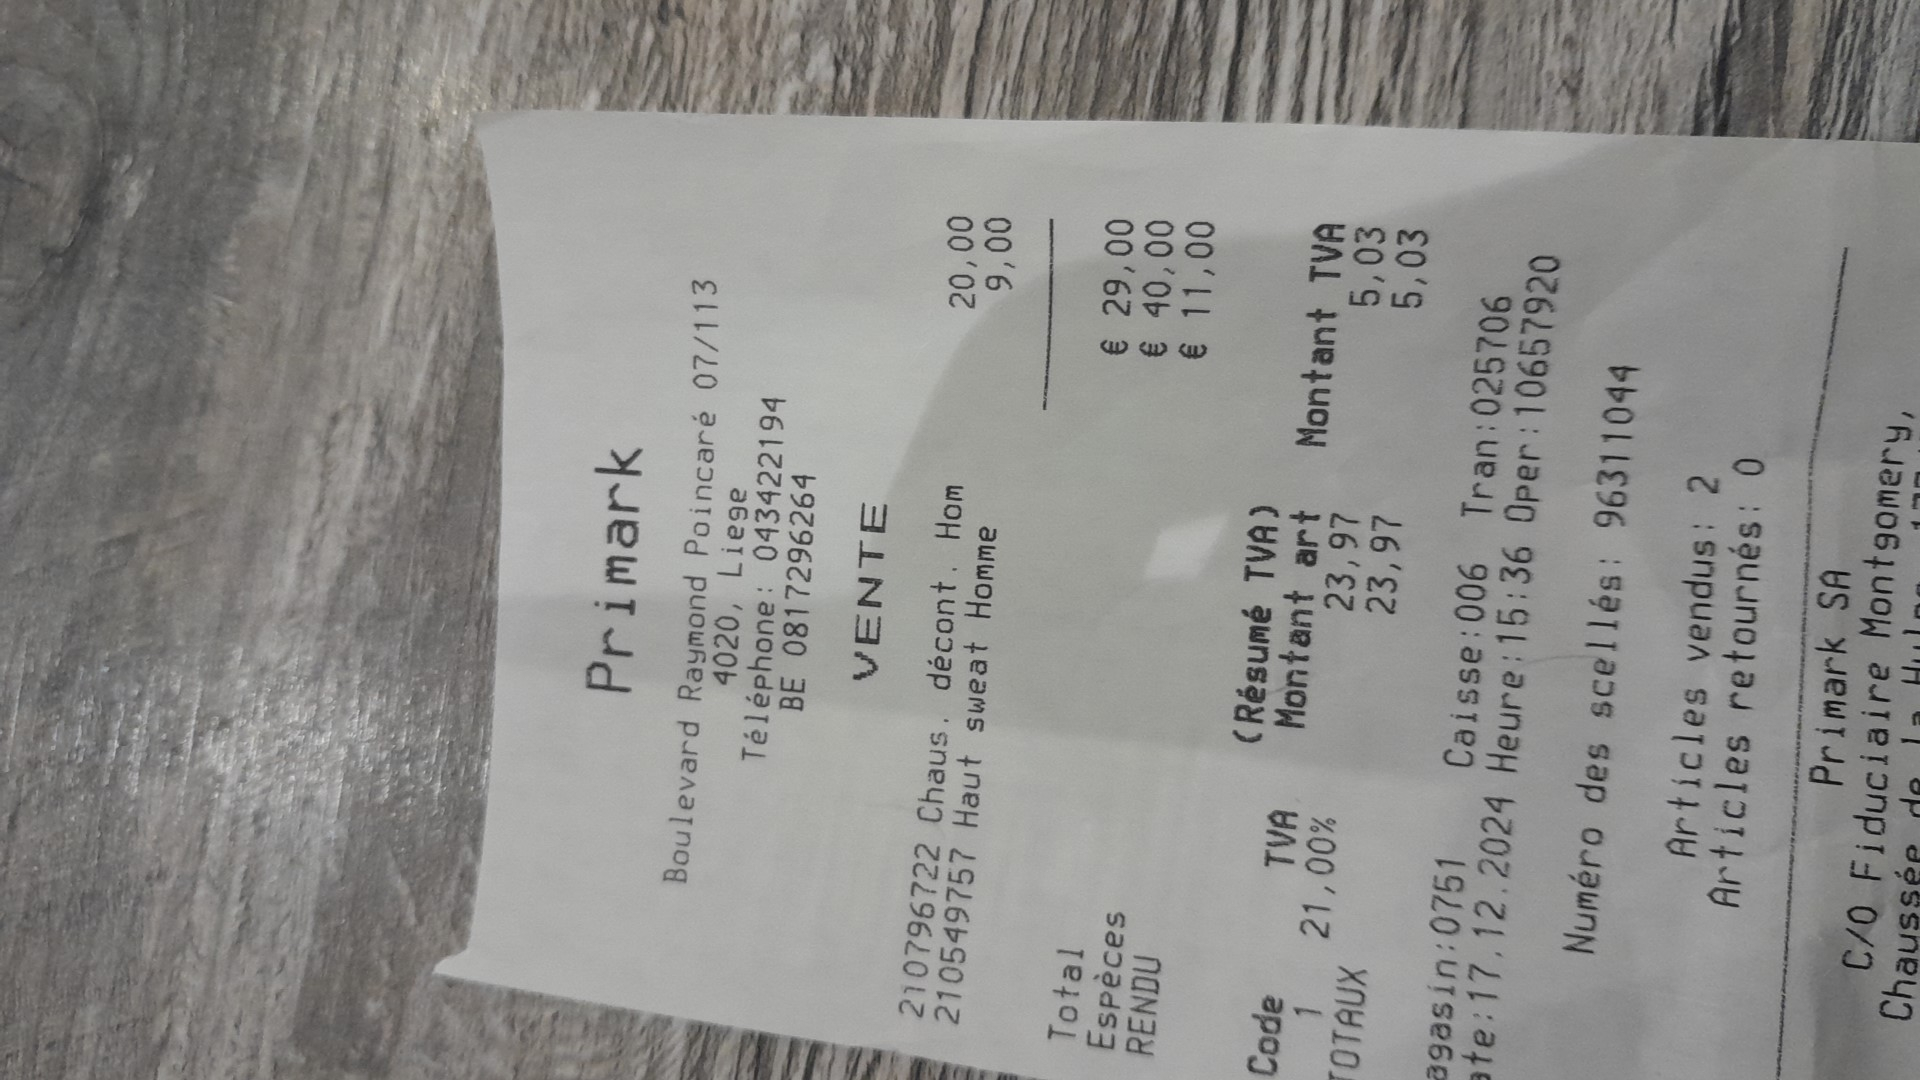 Primark
Boulevard Raymond Poincaré 07/113
4020, Liege
Téléphone: 043422194
BE 0817296264
VENTE
210796722 Chaus. décont. Hom 20,00
210549757 Haut sweat Homme 9,00
Total € 29,00
Espèces € 40,00
RENDU € 11,00
(Résumé TVA)
Code TVA Montant art Montant TVA
1 21,00% 23,97 5,03
TOTAUX 23,97 5,03
agasin:0751 Caisse:006 Tran:025706
ate:17.12.2024 Heure:15:36 Oper:10657920
Numéro des scellés: 96311044
Articles vendus: 2
Articles retournés: 0
Primark SA
C/O Fiduciaire Montgomery,
Chaussée de la